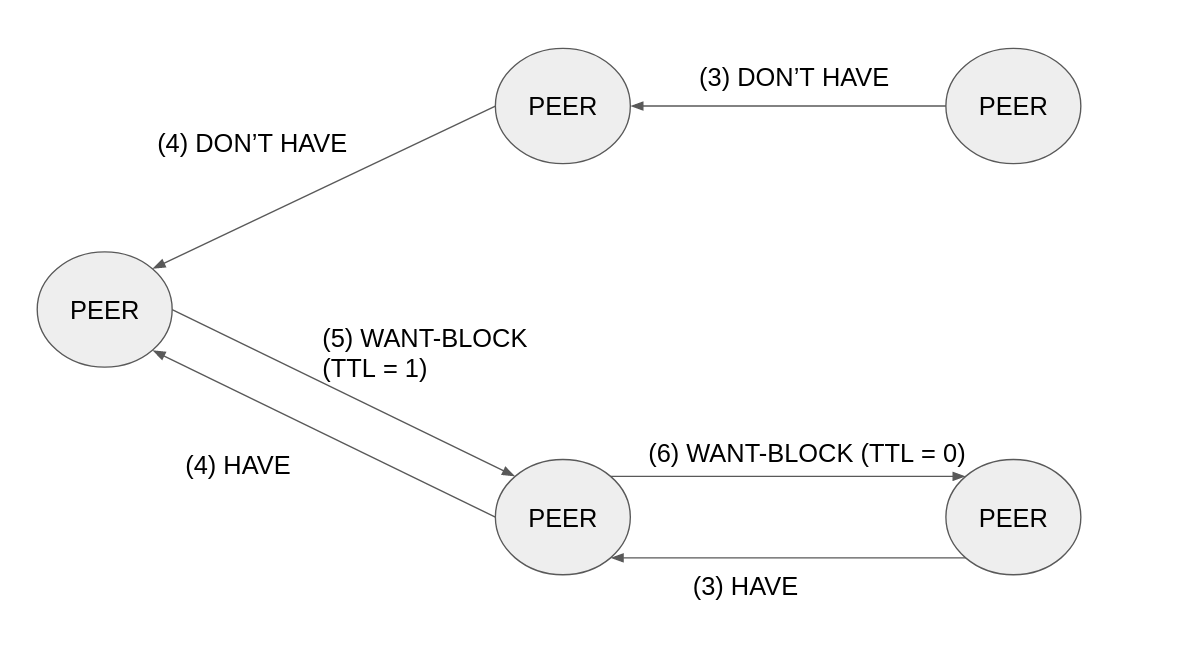 (3) DON’T HAVE
PEER
PEER
(4) DON’T HAVE
PEER
(5) WANT-BLOCK
(TTL = 1)
(4) HAVE
(6) WANT-BLOCK (TTL = 0)
PEER
PEER
(3) HAVE